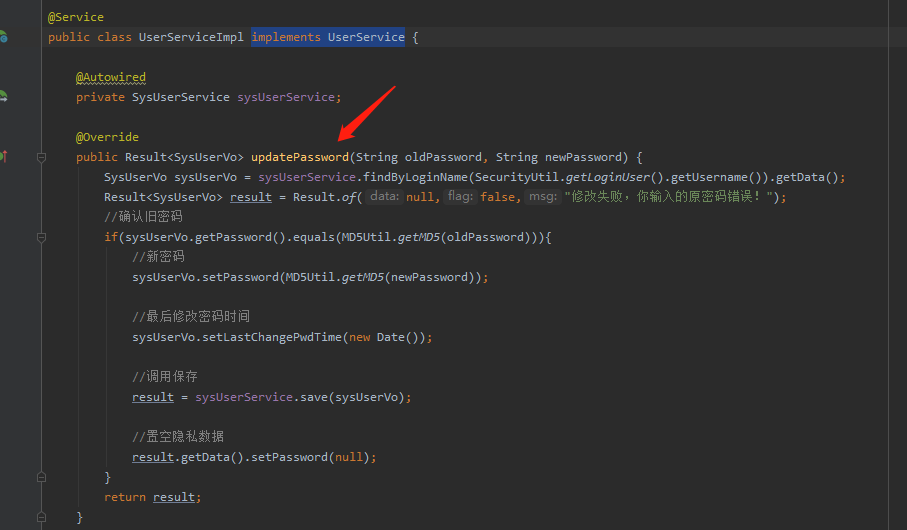 @Service
public class UserServiceImpl implements UserService {
@Autowired
private SysUserService sysUserService;
@Override
public Result<SysUserVo> updatePassword(String oldPassword, String newPassword) {
SysUserVo sysUserVo = sysUserService.findByLoginName(SecurityUtil.getLoginUser().getUsername()).getData();
Result<SysUserVo> result = Result.of( data: null, flag: false, msg: "修改失败，你输入的原密码错误！");
//确认旧密码
if(sysUserVo.getPassword().equals(MD5Util.getMD5(oldPassword))){
//新密码
sysUserVo.setPassword(MD5Util.getMD5(newPassword));
//最后修改密码时间
sysUserVo.setLastChangePwdTime(new Date());
//调用保存
result = sysUserService.save(sysUserVo);
//置空隐私数据
result.getData().setPassword(null);
}
return result;
}